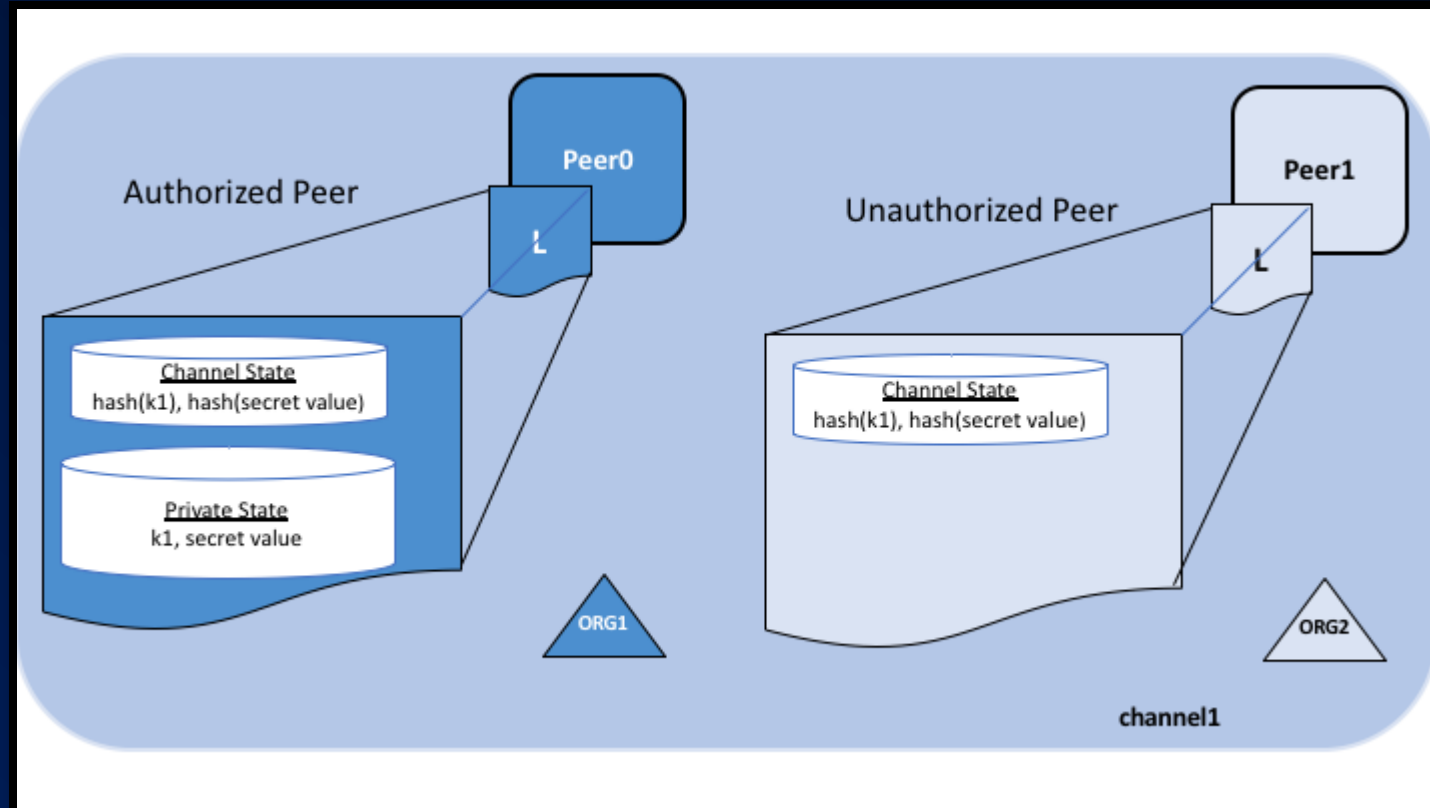 Authorized Peer
Peer0
L
Channel State
hash(k1), hash(secret value)
Private State
k1, secret value
ORG1
Unauthorized Peer
Peer1
L
Channel State
hash(k1), hash(secret value)
ORG2
channel1